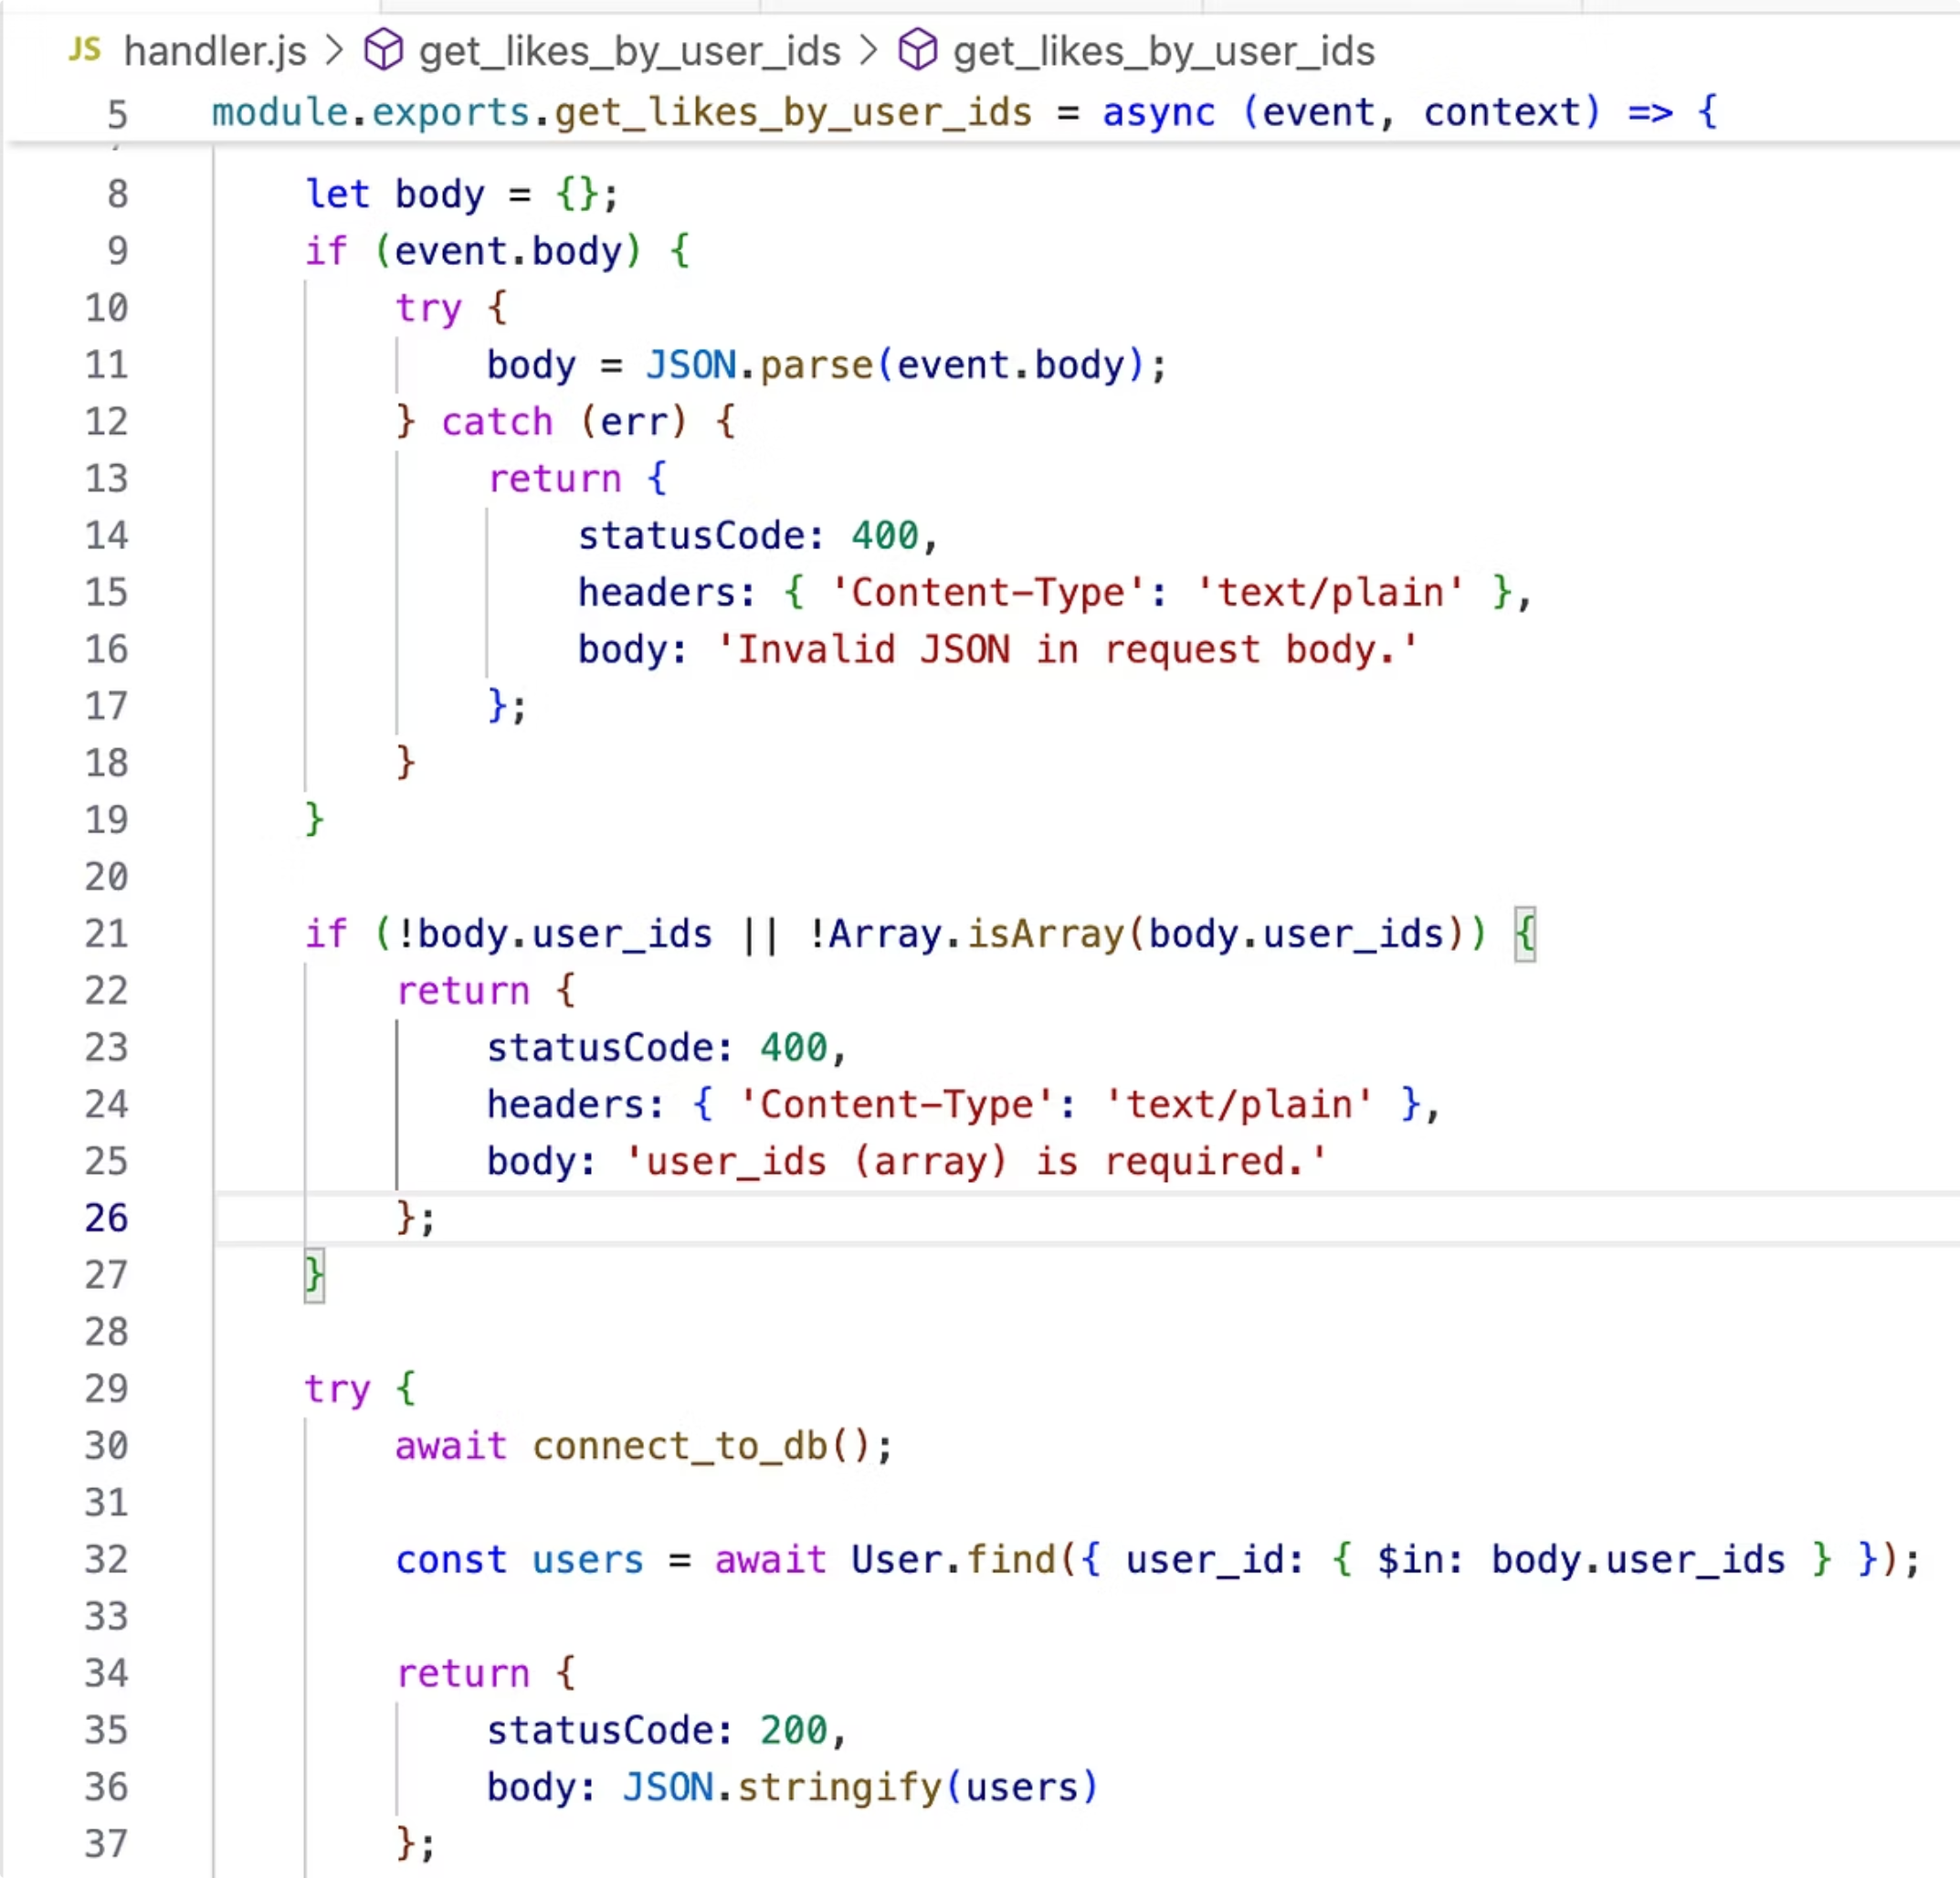 JS handler.js > get_likes_by_user_ids > get_likes_by_user_ids
5 module.exports.get_likes_by_user_ids = async (event, context) => {
8 let body = {};
9 if (event.body) {
10 try {
11 body = JSON.parse(event.body);
12 } catch (err) {
13 return {
14 statusCode: 400,
15 headers: { 'Content-Type': 'text/plain' },
16 body: 'Invalid JSON in request body.'
17 };
18 }
19 }
20
21 if (!body.user_ids || !Array.isArray(body.user_ids)) {
22 return {
23 statusCode: 400,
24 headers: { 'Content-Type': 'text/plain' },
25 body: 'user_ids (array) is required.'
26 };
27 }
28
29 try {
30 await connect_to_db();
31
32 const users = await User.find({ user_id: { $in: body.user_ids } });
33
34 return {
35 statusCode: 200,
36 body: JSON.stringify(users)
37 };